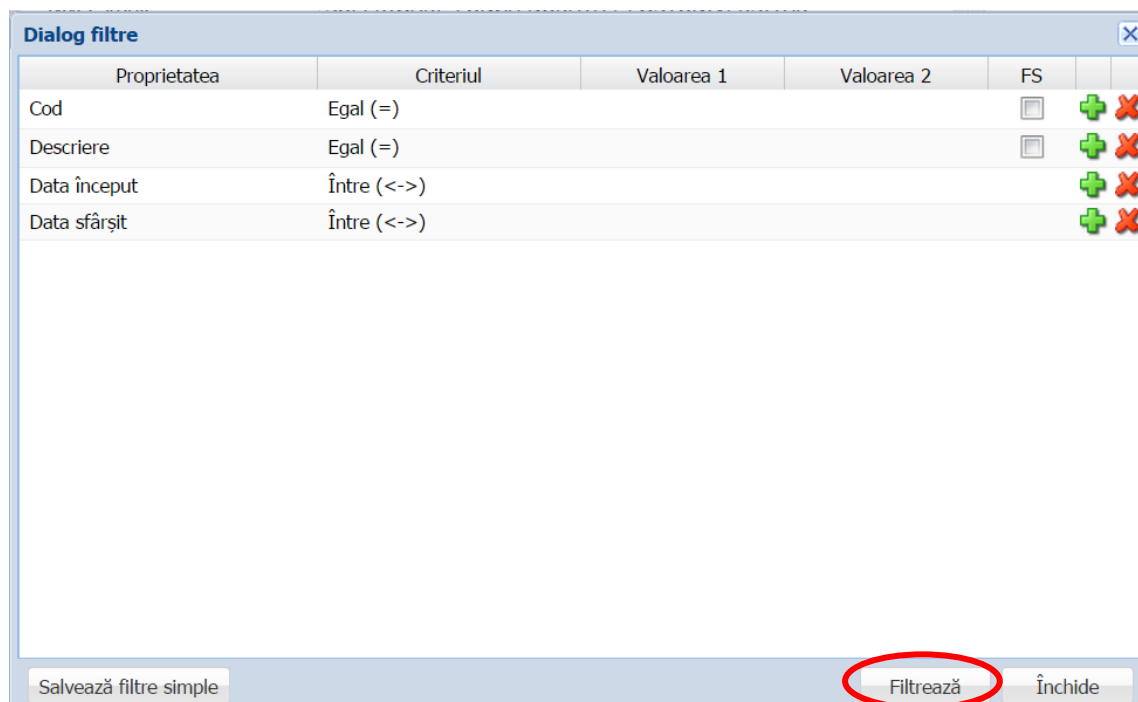 Dialog filtre
Proprietatea Criteriul Valoarea 1 Valoarea 2 FS
Cod Egal (=)
Descriere Egal (=)
Data început Între (<->)
Data sfârșit Între (<->)
Salvează filtre simple Filtrează Închide